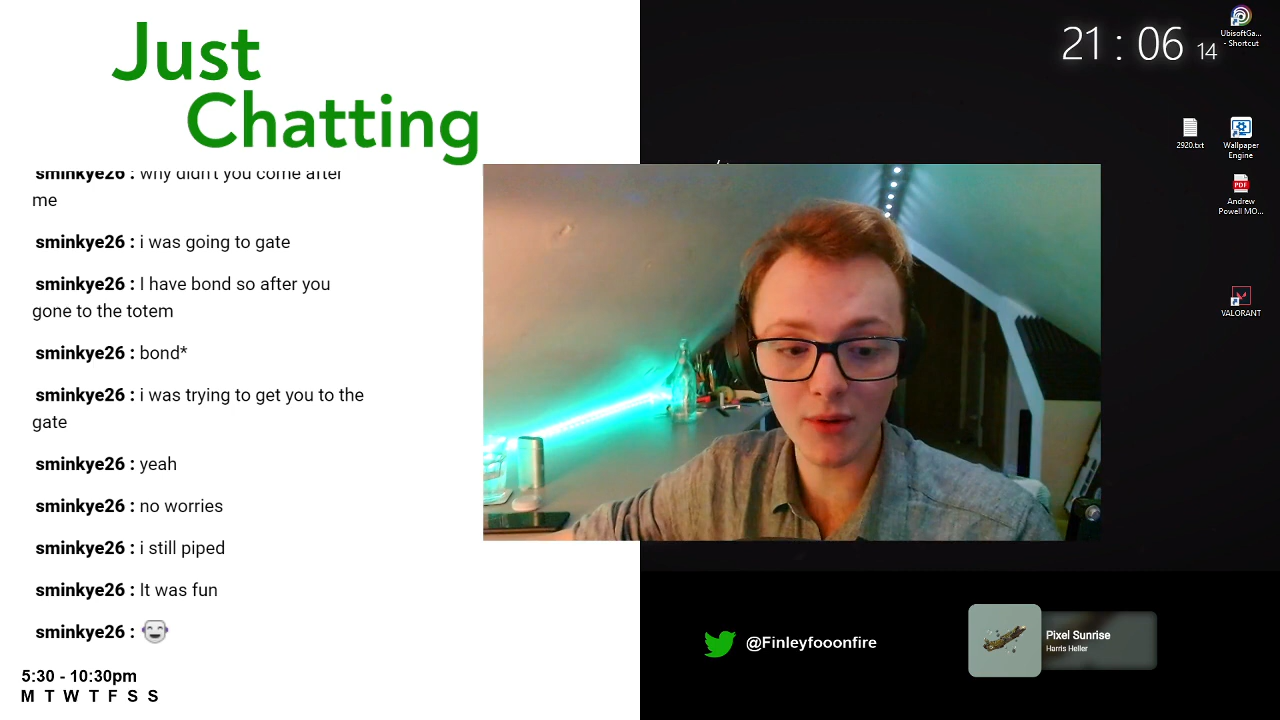 Just
Chatting
sminkye26 : why didn't you come after
me
sminkye26 : i was going to gate
sminkye26 : I have bond so after you
gone to the totem
sminkye26 : bond*
sminkye26 : i was trying to get you to the
gate
sminkye26 : yeah
sminkye26 : no worries
sminkye26 : i still piped
sminkye26 : It was fun
sminkye26 :
5:30 - 10:30pm
M T W T F S S
21 : 06 14
UbisoftGa...
- Shortcut
2920.txt
Wallpaper
Engine
PDF
Andrew
Powell MO...
VALORANT
@Finleyfooonfire
Pixel Sunrise
Harris Heller